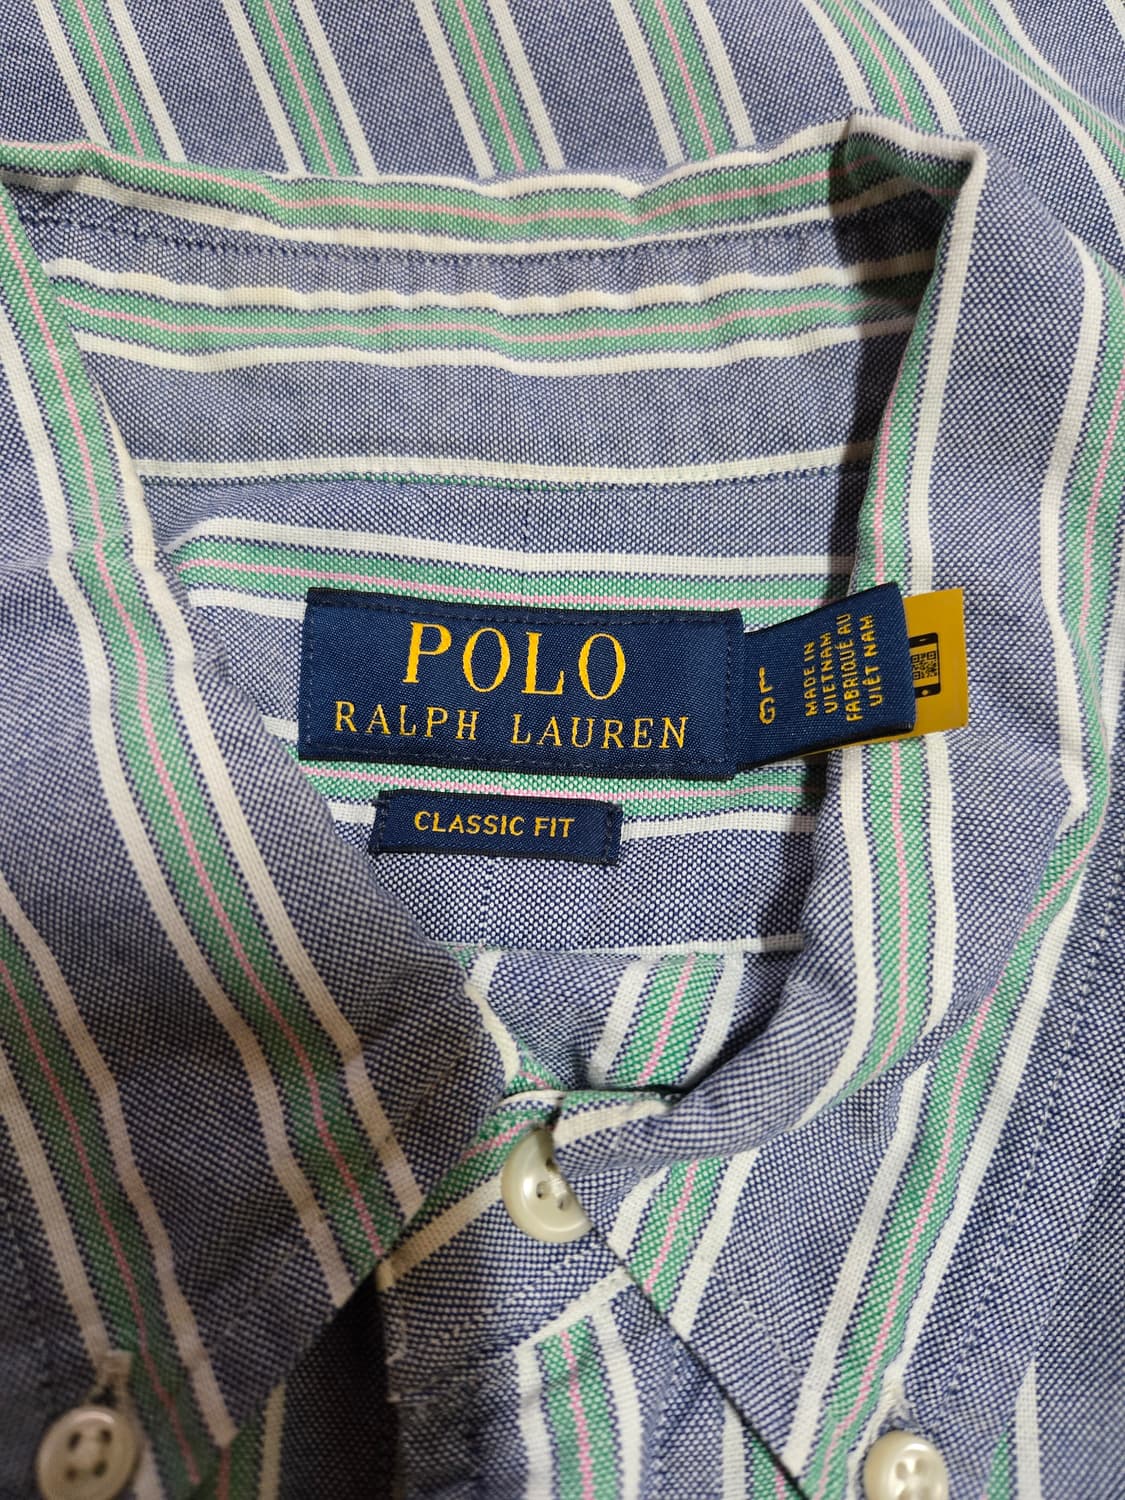 POLO
RALPH LAUREN
CLASSIC FIT
L G
MADE IN
VIETNAM
FABRIQUÉ AU
VIÊT NAM